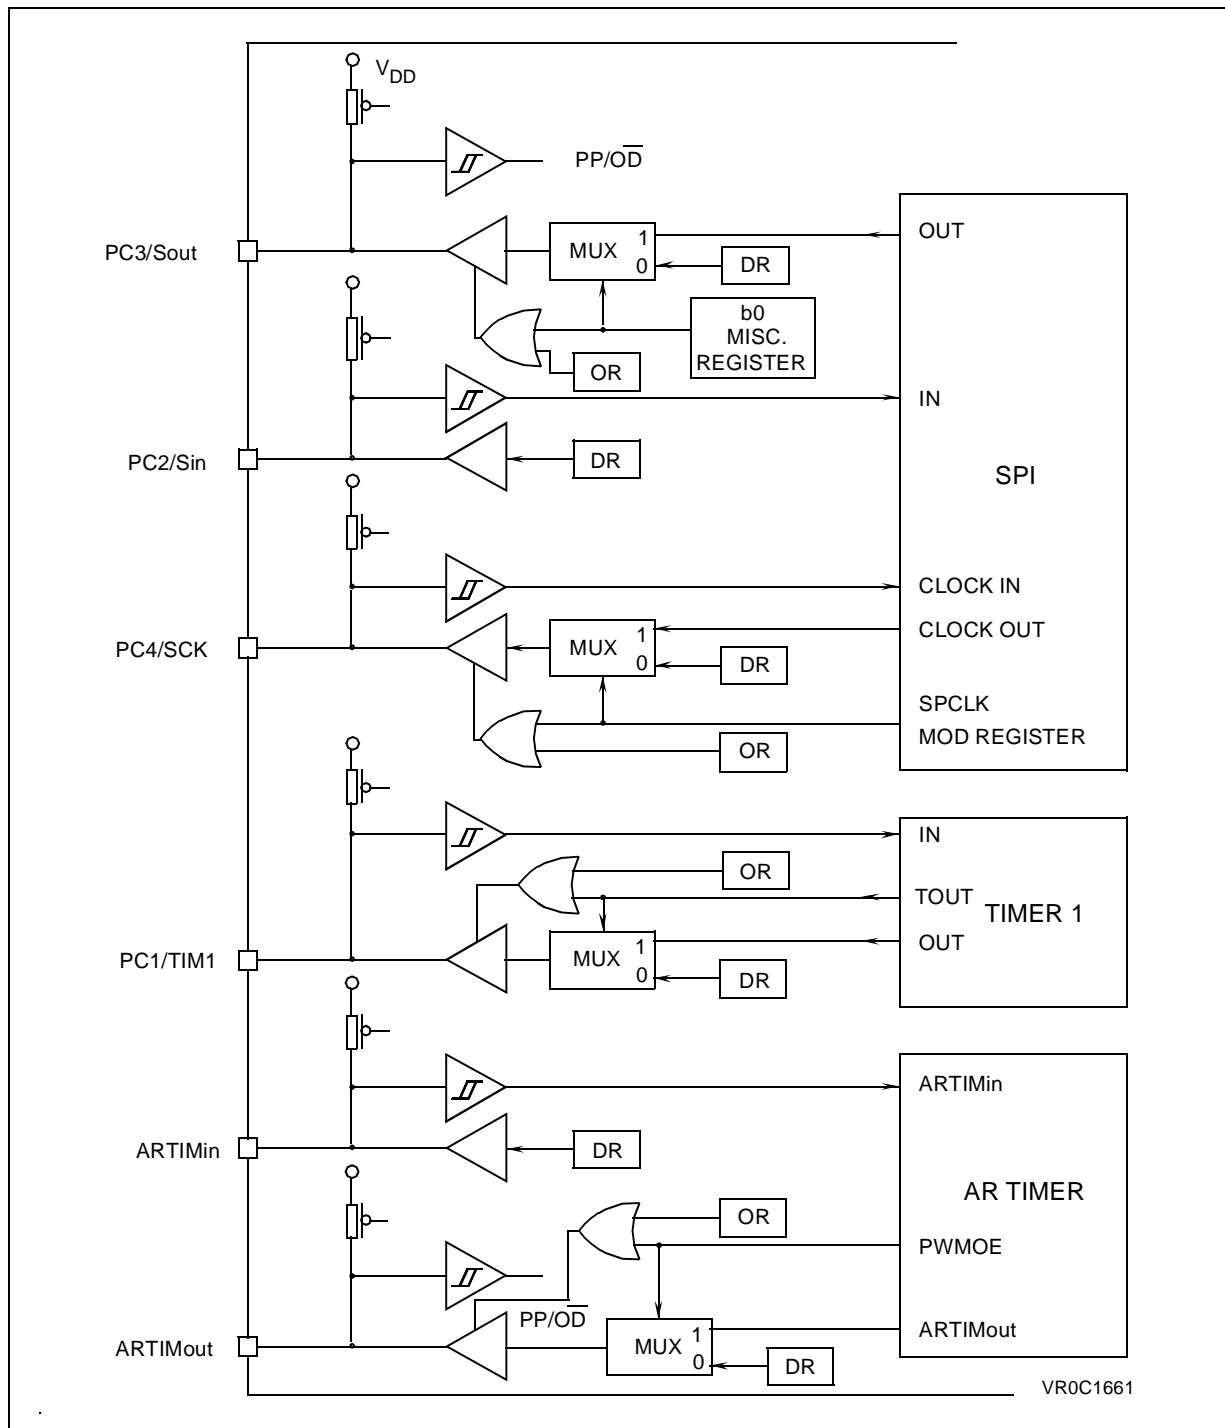 VDD
PP/OD
PC3/Sout
MUX
1
0
DR
OUT
b0
MISC.
REGISTER
OR
IN
PC2/Sin
DR
SPI
CLOCK IN
PC4/SCK
MUX
1
0
DR
CLOCK OUT
SPCLK
MOD REGISTER
OR
IN
OR
TOUT
TIMER 1
OUT
PC1/TIM1
MUX
1
0
DR
ARTIMin
ARTIMin
DR
AR TIMER
OR
PWMOE
PP/OD
ARTIMout
MUX
1
0
DR
ARTIMout
VR0C1661